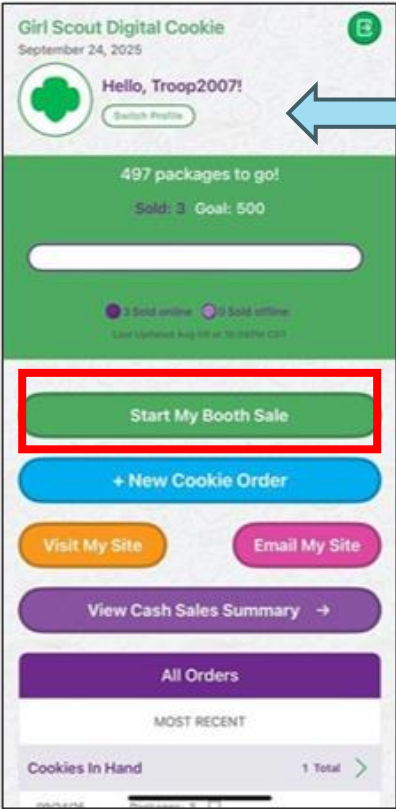 Girl Scout Digital Cookie
September 24, 2025
Hello, Troop2007!
Switch Profile
497 packages to go!
Sold: 3 Goal: 500
3 Sold online 0 Sold offline
Start My Booth Sale
+ New Cookie Order
Visit My Site
Email My Site
View Cash Sales Summary →
All Orders
MOST RECENT
Cookies In Hand
1 Total